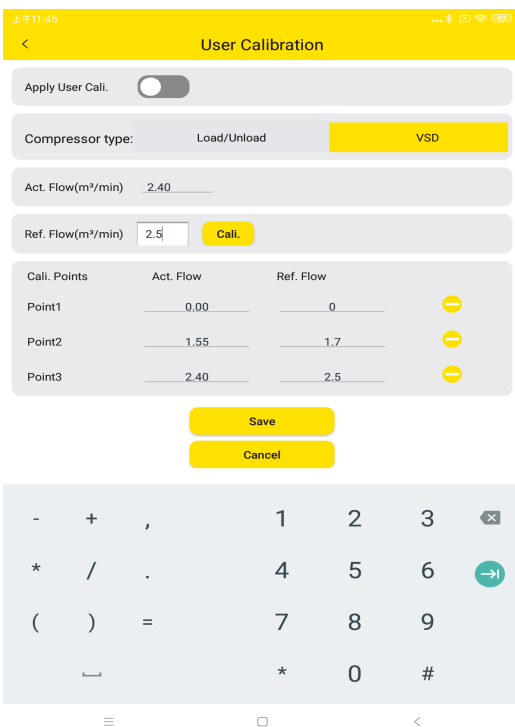 上午11:45 ...
< User Calibration
Apply User Cali.
Compressor type: Load/Unload VSD
Act. Flow(m³/min) 2.40
Ref. Flow(m³/min) 2.5 Cali.
Cali. Points Act. Flow Ref. Flow
Point1 0.00 0
Point2 1.55 1.7
Point3 2.40 2.5
Save
Cancel
- + , 1 2 3
* / . 4 5 6
( ) = 7 8 9
* 0 #